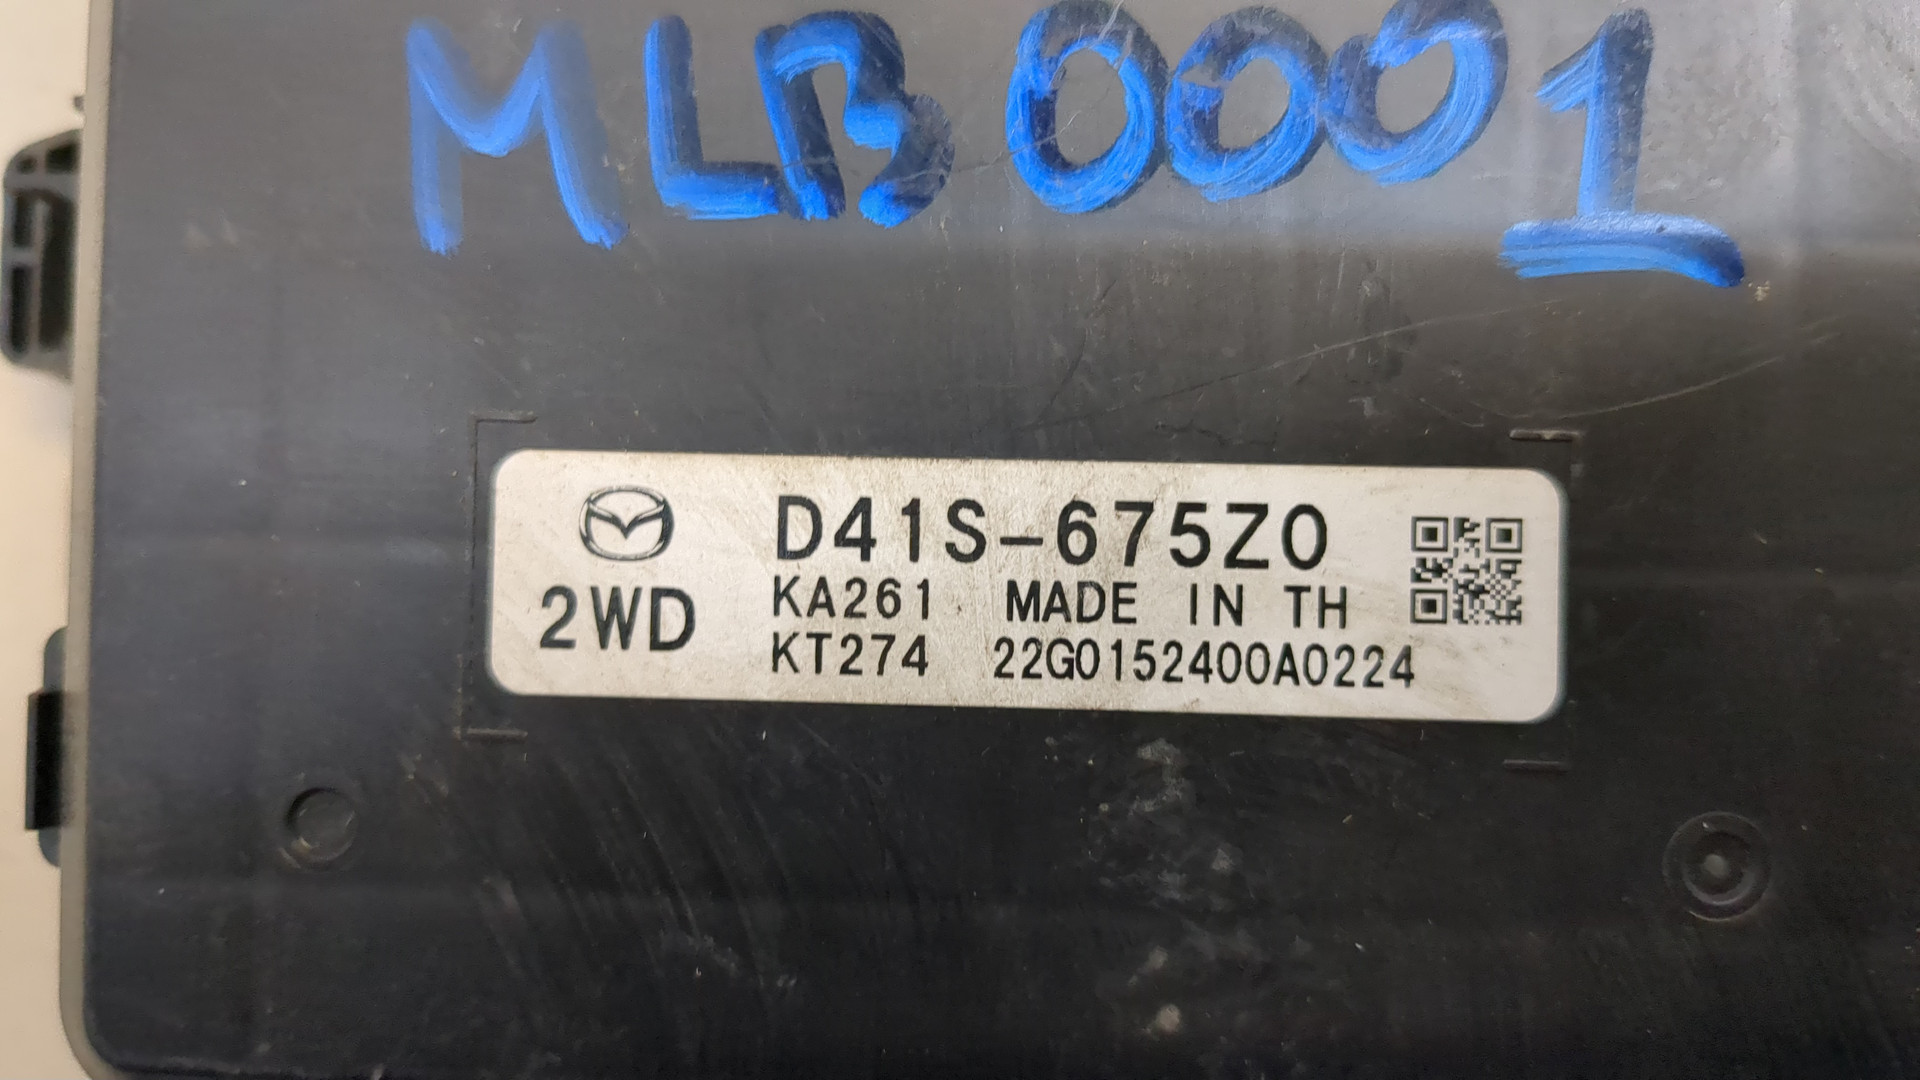 MLB0001
D41S-675Z0
2WD KA261 MADE IN TH
KT274 22G0152400A0224